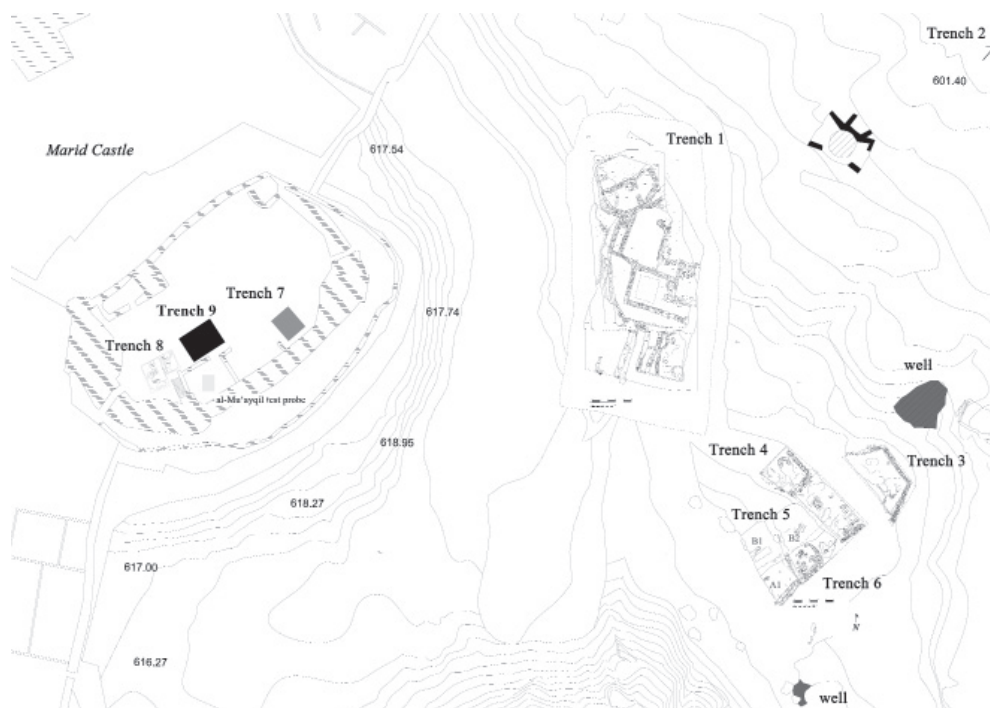 Trench 2
601.40
Trench 1
617.54
Marid Castle
Trench 7
Trench 9
617.74
Trench 8
well
al-Mu'ayqil test probe
618.95
Trench 4
Trench 3
618.27
Trench 5
B1
B2
617.00
A1
Trench 6
N
616.27
well